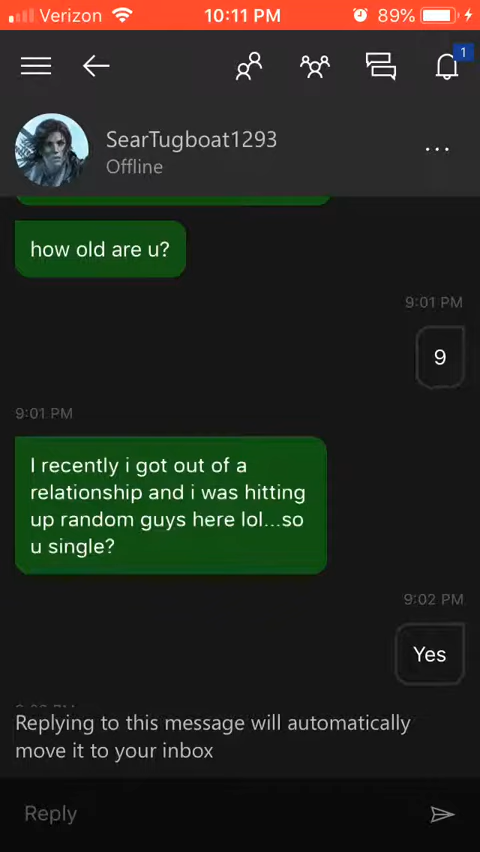 Verizon 10:11 PM 89%
1
SearTugboat1293
Offline
...
how old are u?
9:01 PM
9
9:01 PM
I recently i got out of a
relationship and i was hitting
up random guys here lol...so
u single?
9:02 PM
Yes
Replying to this message will automatically
move it to your inbox
Reply